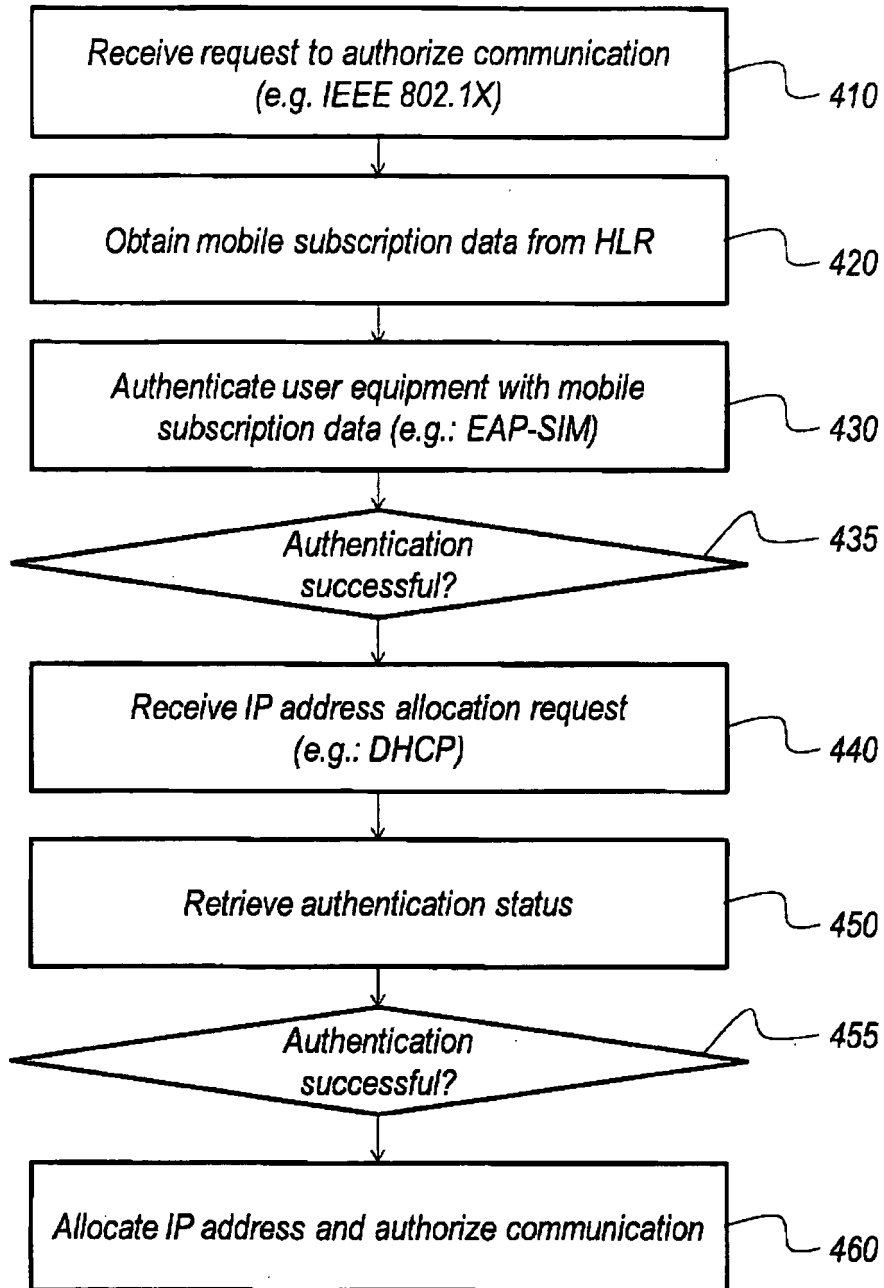 Receive request to authorize communication
(e.g. IEEE 802.1X)
410
Obtain mobile subscription data from HLR
420
Authenticate user equipment with mobile
subscription data (e.g.: EAP-SIM)
430
Authentication
successful?
435
Receive IP address allocation request
(e.g.: DHCP)
440
Retrieve authentication status
450
Authentication
successful?
455
Allocate IP address and authorize communication
460